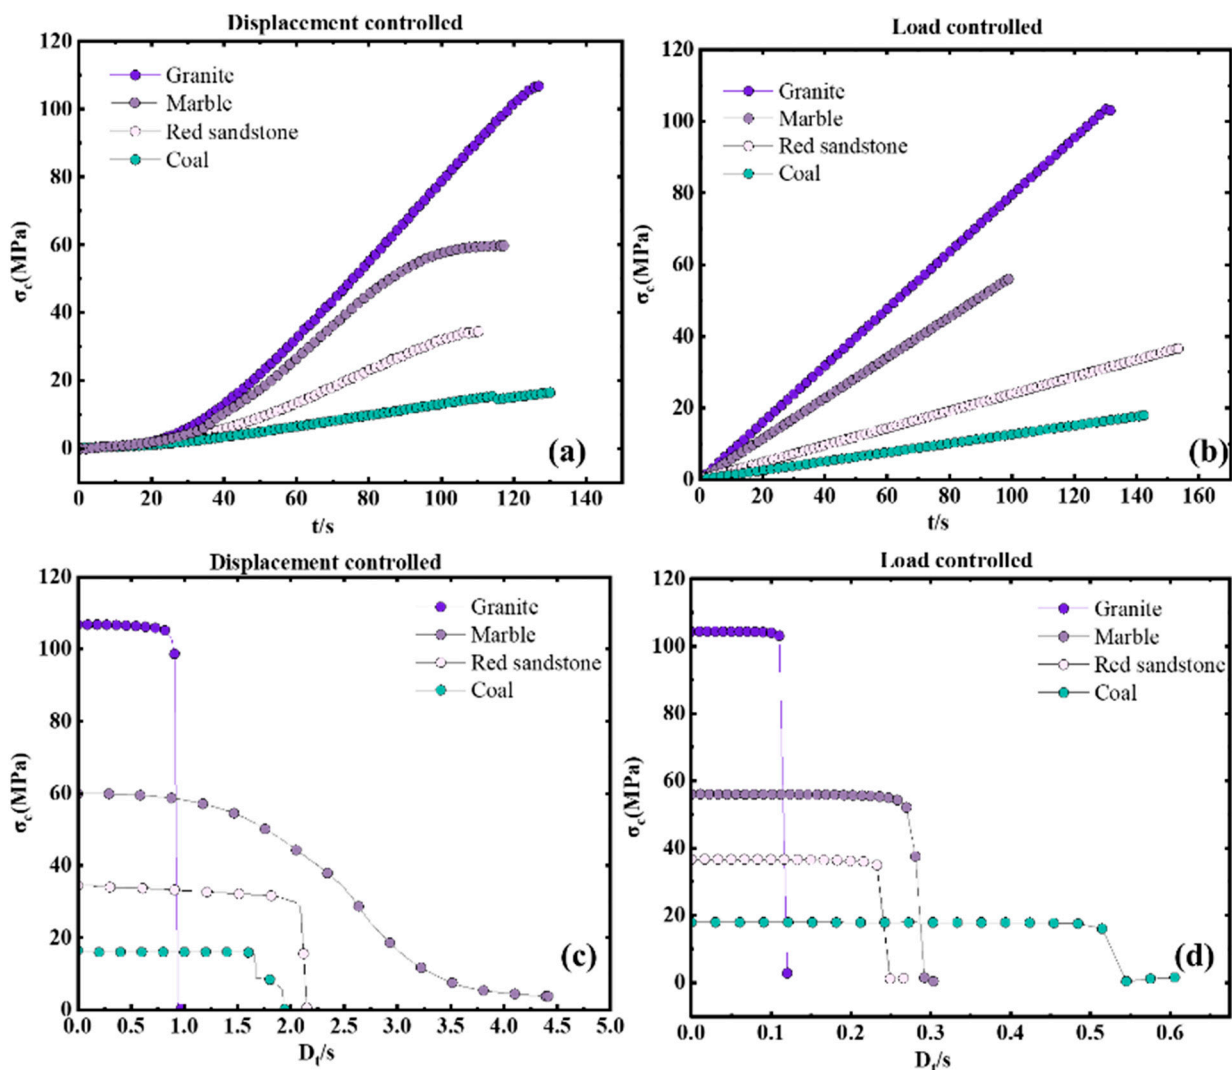 Displacement controlled
120
100
80
60
40
20
0
σc(MPa)
Granite
Marble
Red sandstone
Coal
(a)
0 20 40 60 80 100 120 140
t/s
Load controlled
120
100
80
60
40
20
0
σc(MPa)
Granite
Marble
Red sandstone
Coal
(b)
0 20 40 60 80 100 120 140 160
t/s
Displacement controlled
120
100
80
60
40
20
0
σc(MPa)
Granite
Marble
Red sandstone
Coal
(c)
0.0 0.5 1.0 1.5 2.0 2.5 3.0 3.5 4.0 4.5 5.0
Dt/s
Load controlled
120
100
80
60
40
20
0
σc(MPa)
Granite
Marble
Red sandstone
Coal
(d)
0.0 0.1 0.2 0.3 0.4 0.5 0.6
Dt/s